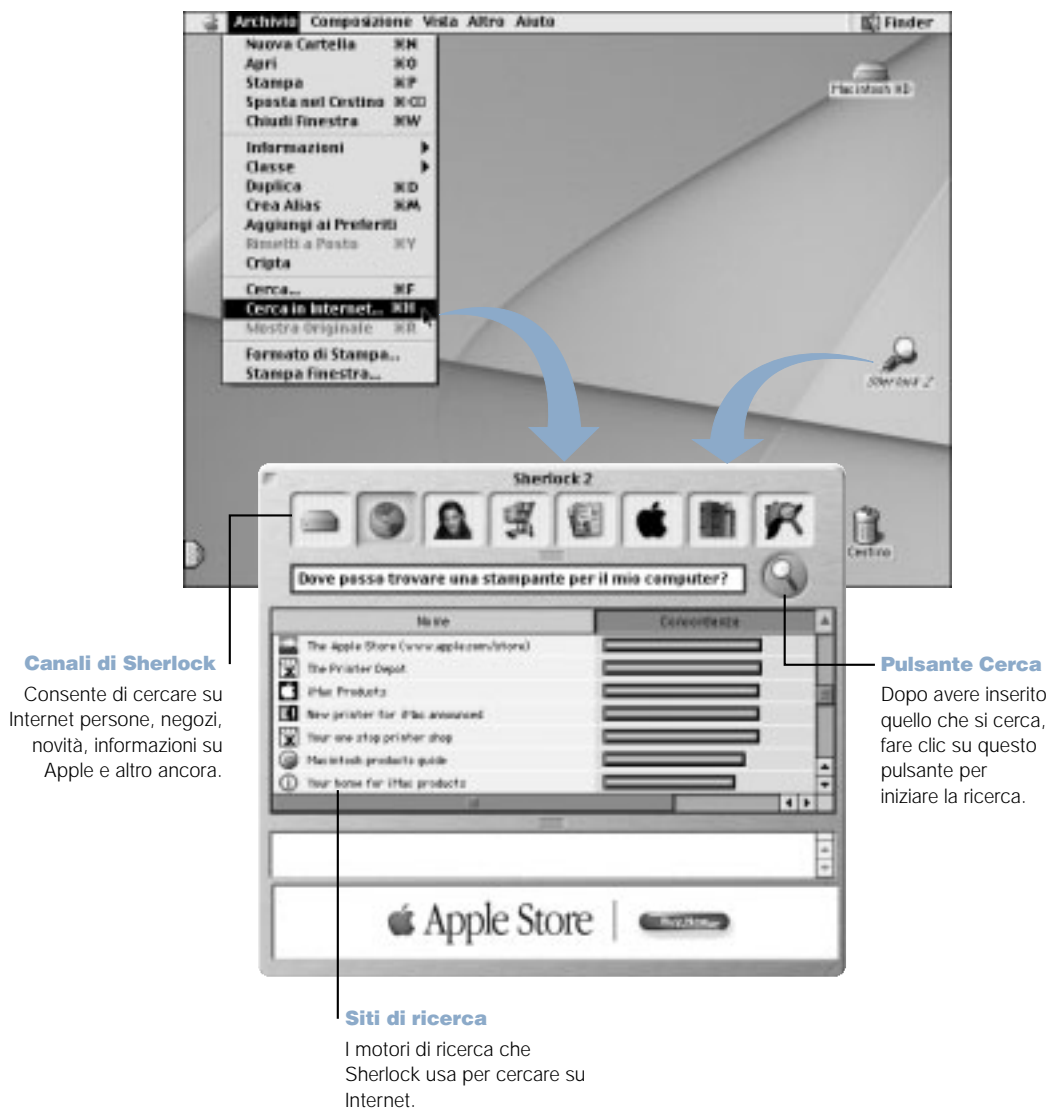 Archivio Composizione Vista Altro Aiuto Finder
Nuova Cartella ⌘N
Apri ⌘O
Stampa ⌘P
Sposta nel Cestino ⌘
Chiudi Finestra ⌘W
Informazioni
Classe
Duplica ⌘D
Crea Alias ⌘M
Aggiungi ai Preferiti
Rimetti a Posto ⌘Y
Cripta
Cerca... ⌘F
Cerca in Internet... ⌘H
Mostra Originale ⌘R
Formato di Stampa...
Stampa Finestra...
Macintosh HD
Sherlock 2
Cestino
Sherlock 2
Dove posso trovare una stampante per il mio computer?
Nome Concordanza
The Apple Store (www.apple.com/store)
The Printer Depot
iMac Products
New printer for iMac announced
Your one stop printer shop
Macintosh products guide
Your home for iMac products
Apple Store
Canali di Sherlock
Consente di cercare su
Internet persone, negozi,
novità, informazioni su
Apple e altro ancora.
Pulsante Cerca
Dopo avere inserito
quello che si cerca,
fare clic su questo
pulsante per
iniziare la ricerca.
Siti di ricerca
I motori di ricerca che
Sherlock usa per cercare su
Internet.